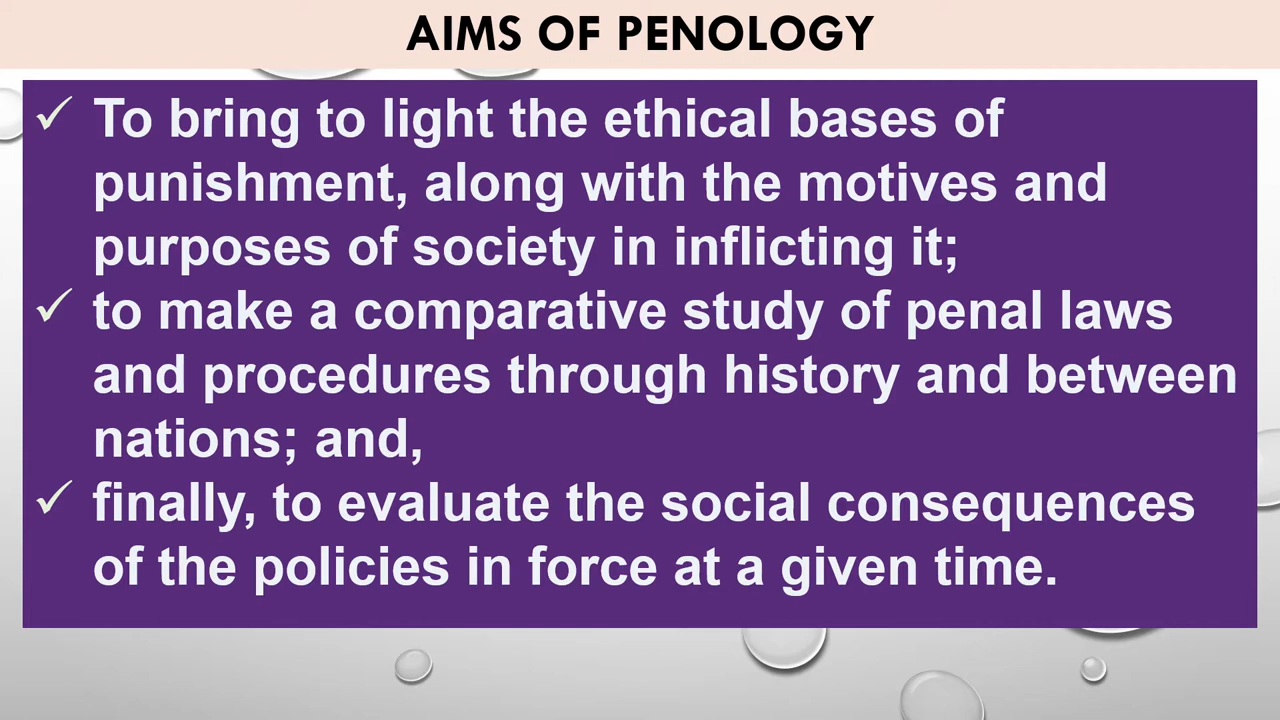 AIMS OF PENOLOGY
✓ To bring to light the ethical bases of
punishment, along with the motives and
purposes of society in inflicting it;
✓ to make a comparative study of penal laws
and procedures through history and between
nations; and,
✓ finally, to evaluate the social consequences
of the policies in force at a given time.